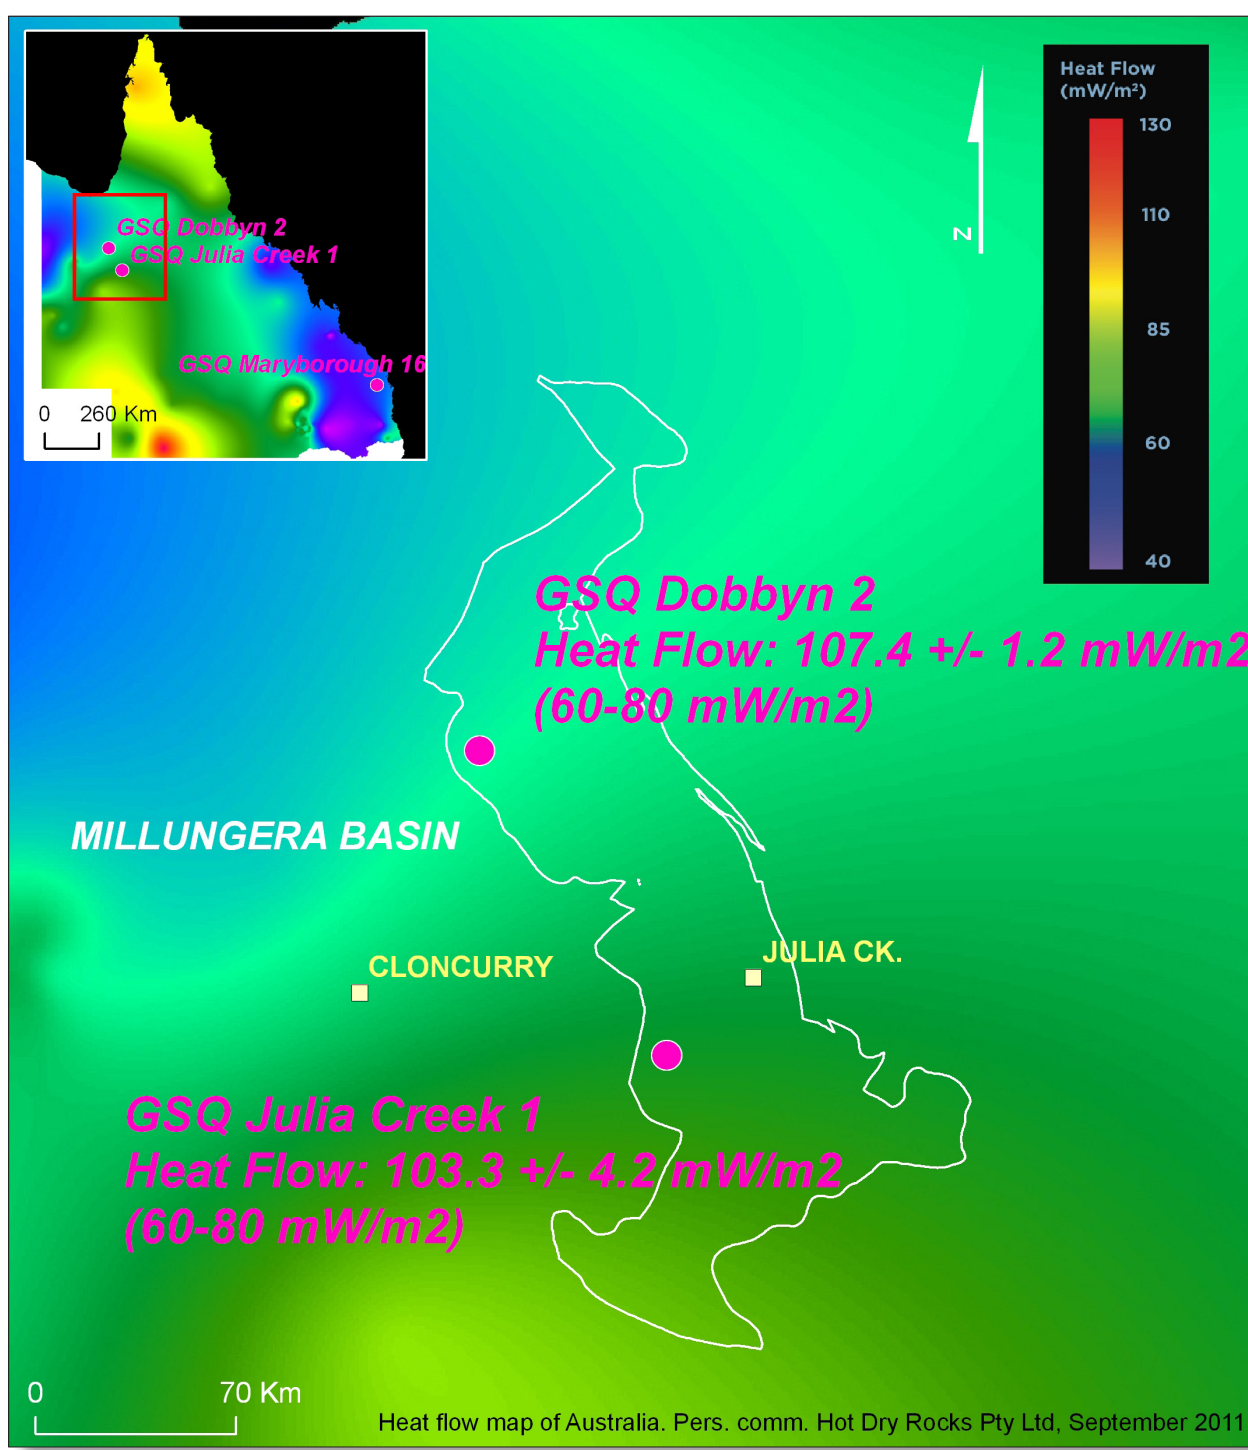 GSQ Dobbyn 2
GSQ Julia Creek 1
GSQ Maryborough 16
0 260 Km
N
Heat Flow
(mW/m²)
130
110
85
60
40
GSQ Dobbyn 2
Heat Flow: 107.4 +/- 1.2 mW/m2
(60-80 mW/m2)
MILLUNGERA BASIN
CLONCURRY
JULIA CK.
GSQ Julia Creek 1
Heat Flow: 103.3 +/- 4.2 mW/m2
(60-80 mW/m2)
0 70 Km
Heat flow map of Australia. Pers. comm. Hot Dry Rocks Pty Ltd, September 2011